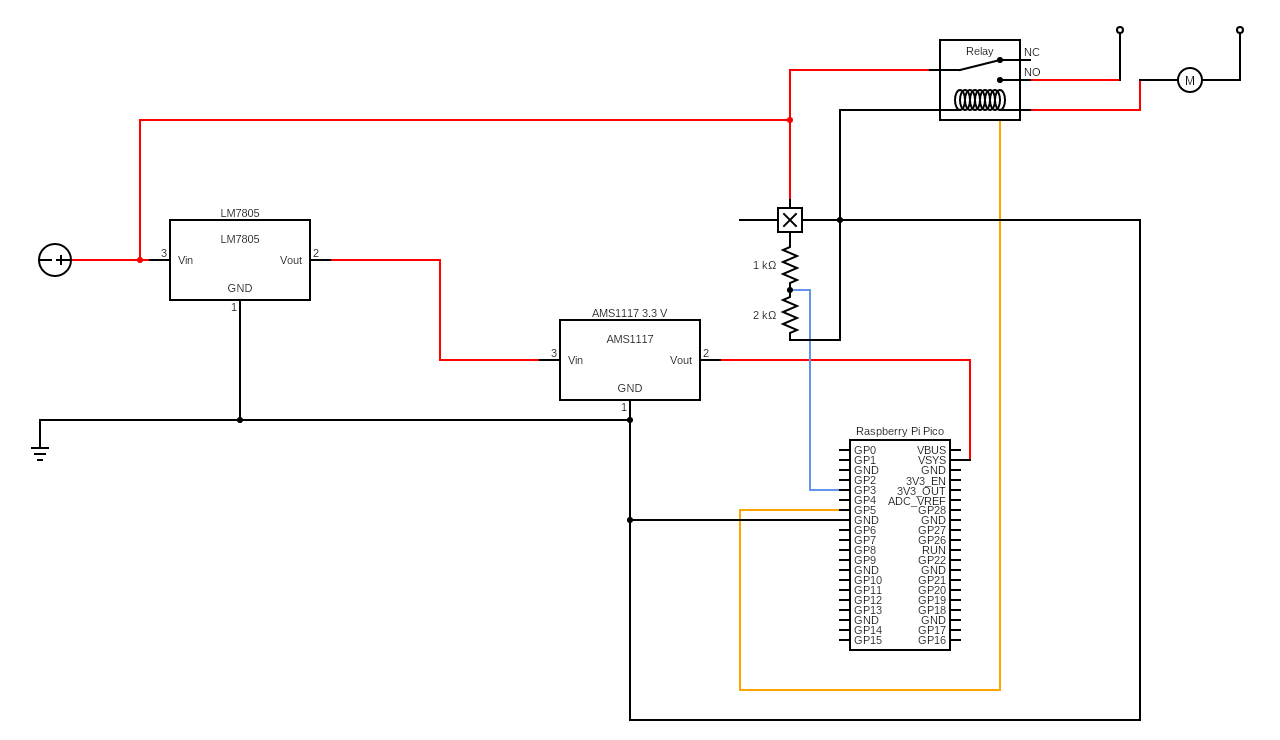 Relay
NC
NO
M
LM7805
LM7805
3
Vin
Vout
2
GND
1
1 kΩ
2 kΩ
AMS1117 3.3 V
AMS1117
3
Vin
Vout
2
GND
1
Raspberry Pi Pico
GP0 VBUS
GP1 VSYS
GND GND
GP2 3V3_EN
GP3 3V3_OUT
GP4 ADC_VREF
GP5 GP28
GND GND
GP6 GP27
GP7 GP26
GP8 RUN
GP9 GP22
GND GND
GP10 GP21
GP11 GP20
GP12 GP19
GP13 GP18
GND GND
GP14 GP17
GP15 GP16